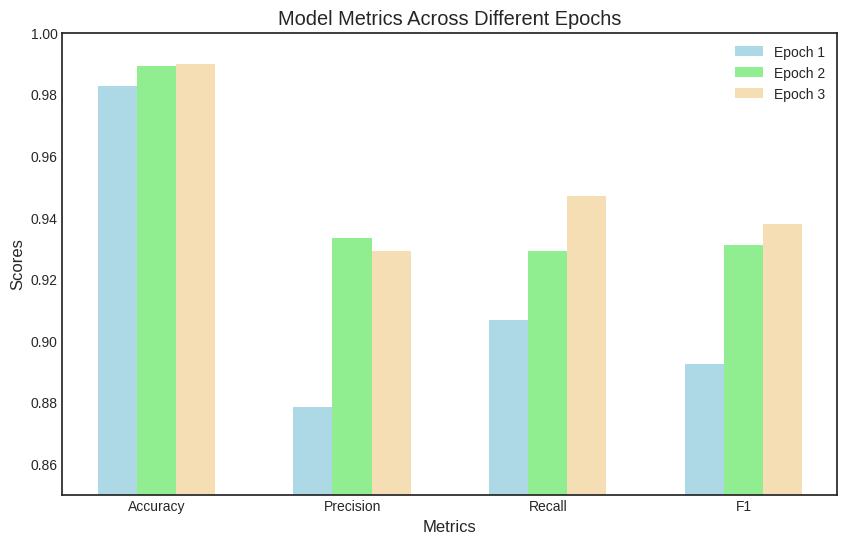 Model Metrics Across Different Epochs
1.00
0.98
0.96
0.94
0.92
0.90
0.88
0.86
Scores
Epoch 1
Epoch 2
Epoch 3
Accuracy
Precision
Recall
F1
Metrics